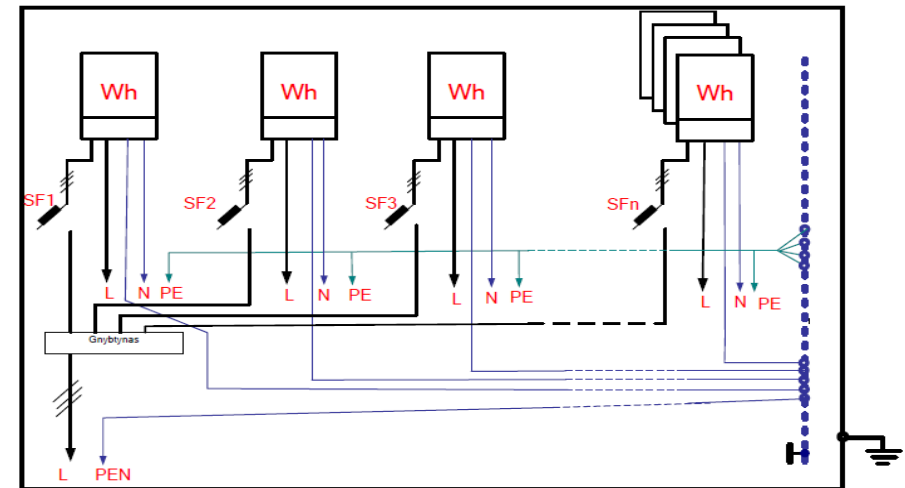 Wh Wh Wh Wh
SF1 SF2 SF3 SFn
L N PE L N PE L N PE L N PE
Gnybtynas
L PEN